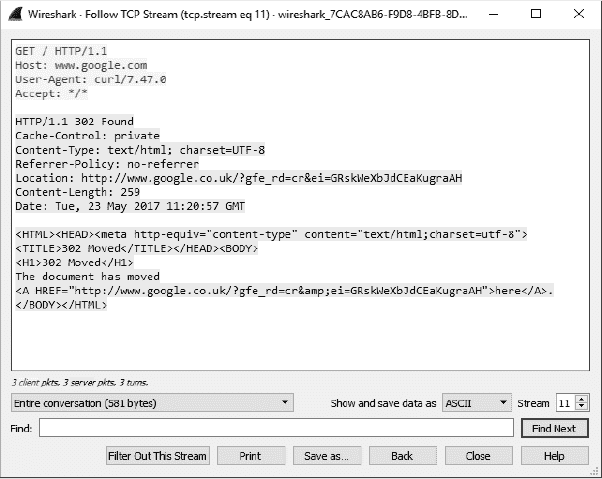 Wireshark · Follow TCP Stream (tcp.stream eq 11) · wireshark_7CAC8AB6-F9D8-4BFB-8D...
GET / HTTP/1.1
Host: www.google.com
User-Agent: curl/7.47.0
Accept: */*
HTTP/1.1 302 Found
Cache-Control: private
Content-Type: text/html; charset=UTF-8
Referrer-Policy: no-referrer
Location: http://www.google.co.uk/?gfe_rd=cr&ei=GRskWeXbJdCEaKugraAH
Content-Length: 259
Date: Tue, 23 May 2017 11:20:57 GMT
<HTML><HEAD><meta http-equiv="content-type" content="text/html;charset=utf-8">
<TITLE>302 Moved</TITLE></HEAD><BODY>
<H1>302 Moved</H1>
The document has moved
<A HREF="http://www.google.co.uk/?gfe_rd=cr&amp;ei=GRskWeXbJdCEaKugraAH">here</A>.
</BODY></HTML>
3 client pkts, 3 server pkts, 3 turns.
Entire conversation (581 bytes) Show and save data as ASCII Stream 11
Find: Find Next
Filter Out This Stream Print Save as... Back Close Help